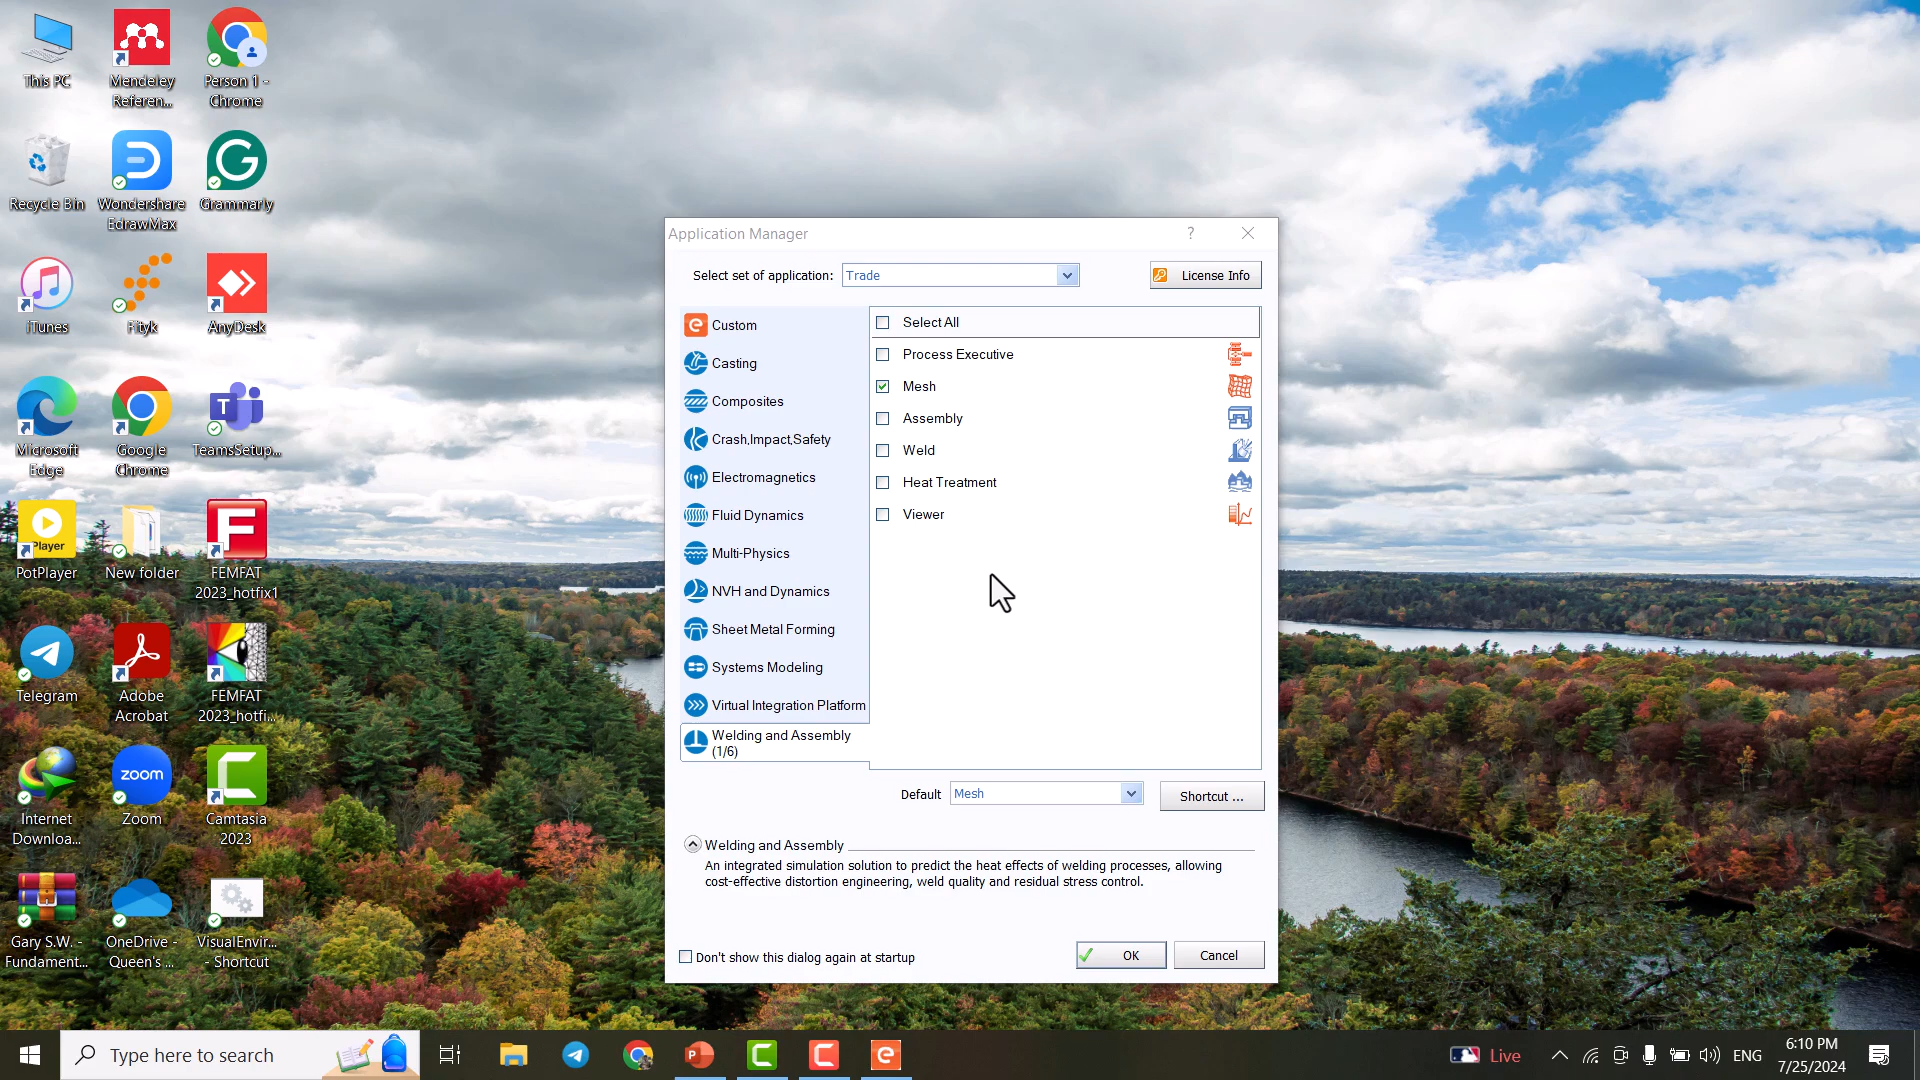 This PC
Mendeley
Referen...
Person 1 -
Chrome
Recycle Bin
Wondershare
EdrawMax
Grammarly
iTunes
Fityk
AnyDesk
Microsoft
Edge
Google
Chrome
T
TeamsSetup...
Player
PotPlayer
New folder
F
FEMFAT
2023_hotfix1
Telegram
Adobe
Acrobat
FEMFAT
2023_hotfi...
Internet
Downloa...
zoom
Zoom
Camtasia
2023
Gary S.W. -
Fundament...
OneDrive -
Queen's ...
VisualEnvir...
- Shortcut
Application Manager
?
Select set of application:
Trade
License Info
Custom
Casting
Composites
Crash,Impact,Safety
Electromagnetics
Fluid Dynamics
Multi-Physics
NVH and Dynamics
Sheet Metal Forming
Systems Modeling
Virtual Integration Platform
Welding and Assembly
(1/6)
Select All
Process Executive
Mesh
Assembly
Weld
Heat Treatment
Viewer
Default
Mesh
Shortcut ...
Welding and Assembly
An integrated simulation solution to predict the heat effects of welding processes, allowing
cost-effective distortion engineering, weld quality and residual stress control.
Don't show this dialog again at startup
OK
Cancel
Type here to search
Live
ENG
6:10 PM
7/25/2024